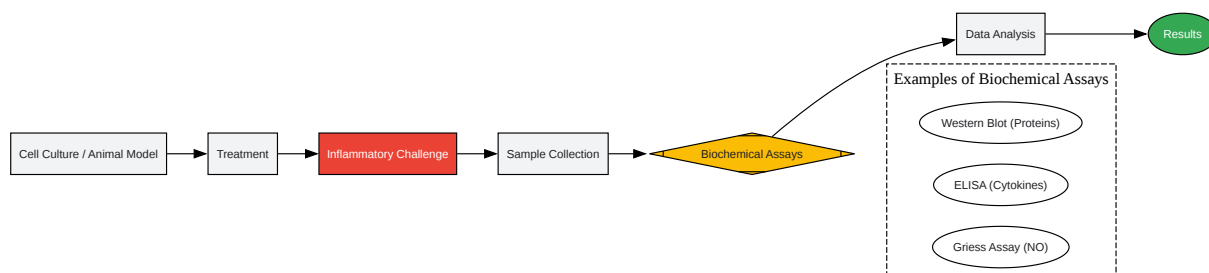 Cell Culture / Animal Model
Treatment
Inflammatory Challenge
Sample Collection
Biochemical Assays
Data Analysis
Results
Examples of Biochemical Assays
Western Blot (Proteins)
ELISA (Cytokines)
Griess Assay (NO)